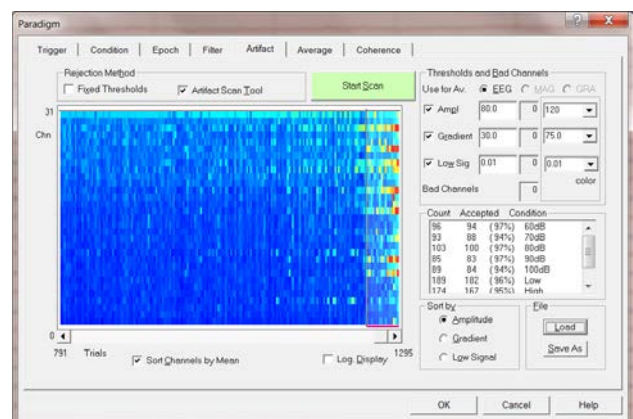 Paradigm
Trigger Condition Epoch Filter Artifact Average Coherence
Rejection Method
Fixed Thresholds Artifact Scan Tool
Start Scan
Thresholds and Bad Channels
Use for Av. EEG MAG GRA
Ampl 80.0 0 120
Gradient 30.0 0 75.0
Low Sig 0.01 0 0.01
Bad Channels 0 color
31
Chn
0
791 Trials 1295
Sort Channels by Mean Log. Display
Count Accepted Condition
96 94 (97%) 60dB
93 88 (94%) 70dB
103 100 (97%) 80dB
85 83 (97%) 90dB
89 84 (94%) 100dB
189 182 (96%) Low
174 167 (95%) High
Sort by
Amplitude
Gradient
Low Signal
File
Load
Save As
OK Cancel Help